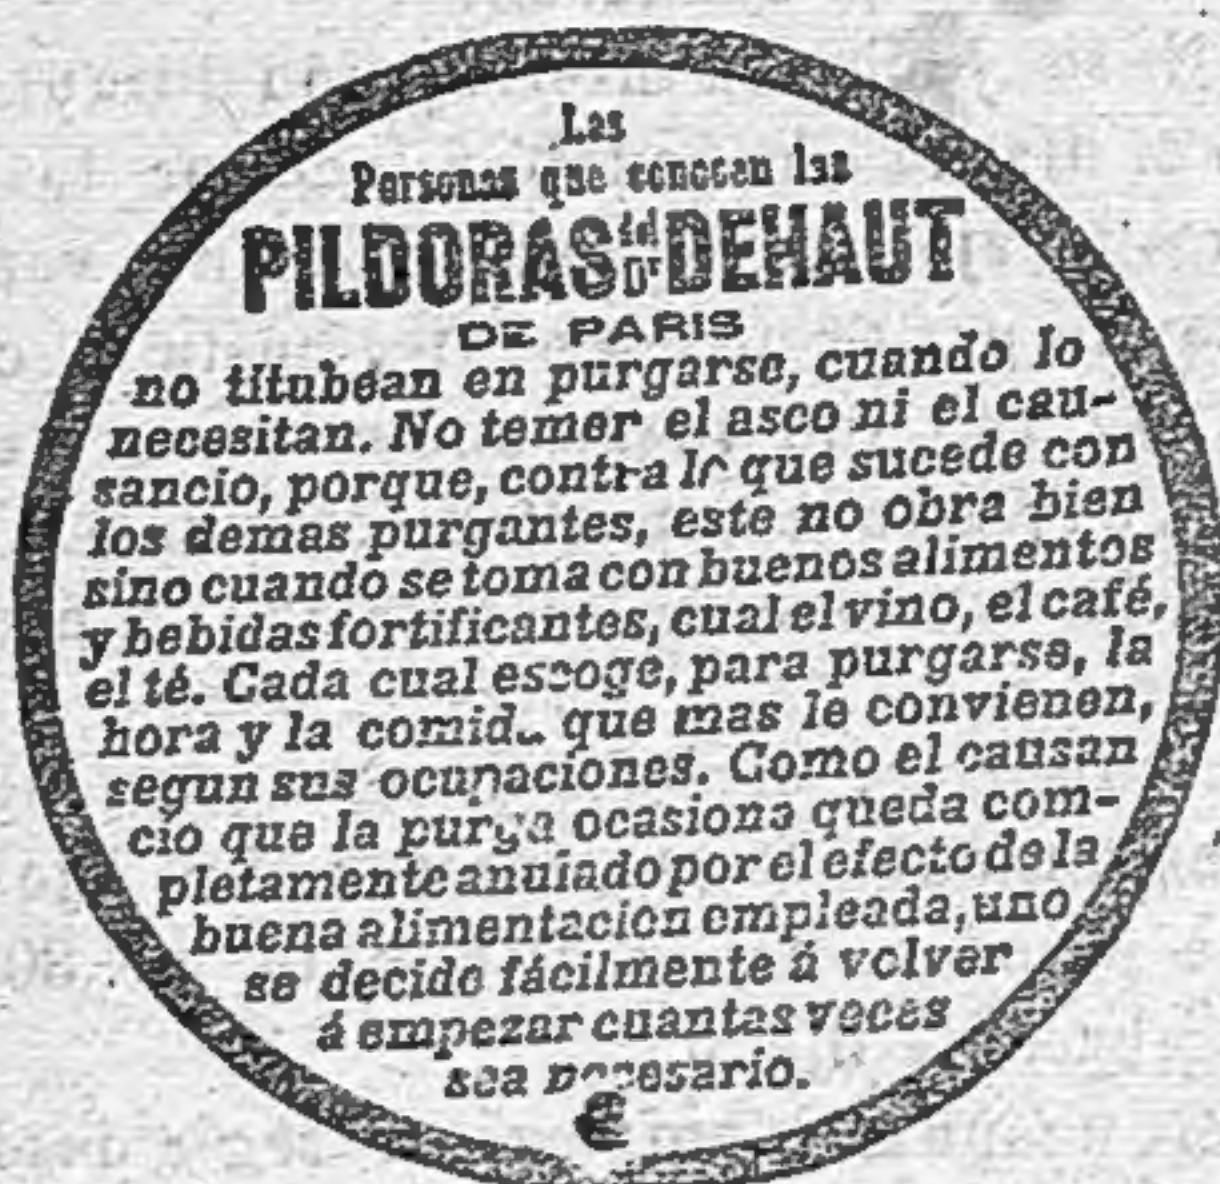 Las
Personas que conocen las
PILDORAS del Dr DEHAUT
DE PARIS
no titubéan en purgarse, cuando lo
necesitan. No temer el asco ni el cau-
sancio, porque, contra lo que sucede con
los demas purgantes, este no obra bien
sino cuando se toma con buenos alimentos
y bebidas fortificantes, cual el vino, el café,
el té. Cada cual escoge, para purgarse, la
hora y la comida que mas le convienen,
segun sus ocupaciones. Como el causan
cio que la purga ocasiona queda com-
pletamente anulado por el efecto de la
buena alimentacion empleada, uno
se decide fácilmente á volver
á empezar cuantas veces
sea necesario.